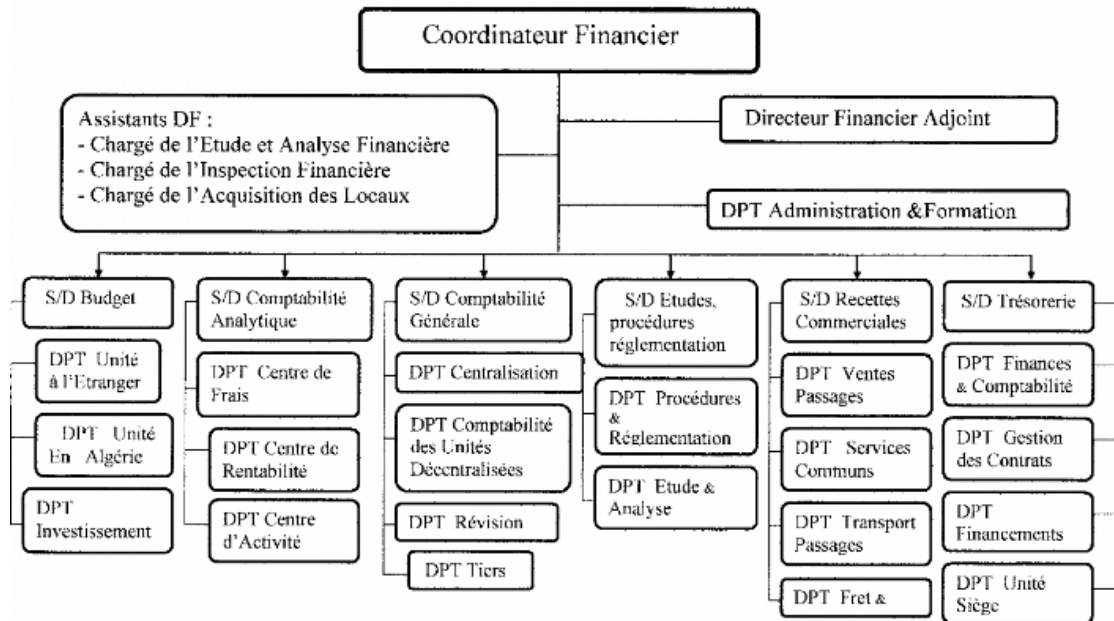 Coordinateur Financier
Assistants DF :
- Chargé de l'Etude et Analyse Financière
- Chargé de l'Inspection Financière
- Chargé de l'Acquisition des Locaux
Directeur Financier Adjoint
DPT Administration &Formation
S/D Budget
DPT Unité
à l'Etranger
DPT Unité
En Algérie
DPT
Investissement
S/D Comptabilité
Analytique
DPT Centre de
Frais
DPT Centre de
Rentabilité
DPT Centre
d'Activité
S/D Comptabilité
Générale
DPT Centralisation
DPT Comptabilité
des Unités
Décentralisées
DPT Révision
DPT Tiers
S/D Etudes,
procédures
réglementation
DPT Procédures
&
Réglementation
DPT Etude &
Analyse
S/D Recettes
Commerciales
DPT Ventes
Passages
DPT Services
Communs
DPT Transport
Passages
DPT Fret &
S/D Trésorerie
DPT Finances
& Comptabilité
DPT Gestion
des Contrats
DPT
Financements
DPT Unité
Siège